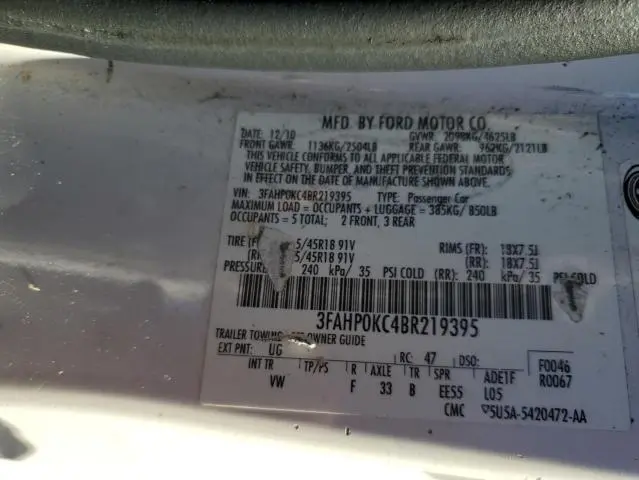 MFD. BY FORD MOTOR CO.
DATE: 12/10 GVWR: 2098KG/4625LB
FRONT GAWR: 1136KG/2504LB REAR GAWR: 962KG/2121LB
THIS VEHICLE CONFORMS TO ALL APPLICABLE FEDERAL MOTOR
VEHICLE SAFETY, BUMPER, AND THEFT PREVENTION STANDARDS
IN EFFECT ON THE DATE OF MANUFACTURE SHOWN ABOVE.
VIN: 3FAHP0KC4BR219395 TYPE: Passenger Car
MAXIMUM LOAD = OCCUPANTS + LUGGAGE = 385KG/ 850LB
OCCUPANTS = 5 TOTAL; 2 FRONT, 3 REAR
TIRE 5/45R18 91V RIMS (FR): 18X7.5J
5/45R18 91V (RR): 18X7.5J
PRESSURE 240 kPa/ 35 PSI COLD (RR): 240 kPa/ 35 PSI COLD
3FAHP0KC4BR219395
TRAILER TOWING OWNER GUIDE
EXT PNT: UG RC: 47 DSO: F0046
INT TR TP/PS R AXLE TR SPR ADE1F R0067
VW F 33 B EE55 L05
CMC 5U5A-5420472-AA